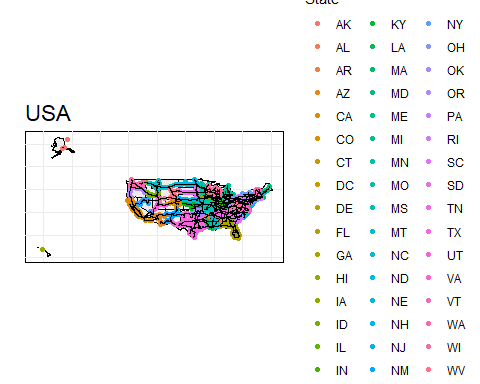 State
USA
AK KY NY
AL LA OH
AR MA OK
AZ MD OR
CA ME PA
CO MI RI
CT MN SC
DC MO SD
DE MS TN
FL MT TX
GA NC UT
HI ND VA
IA NE VT
ID NH WA
IL NJ WI
IN NM WV